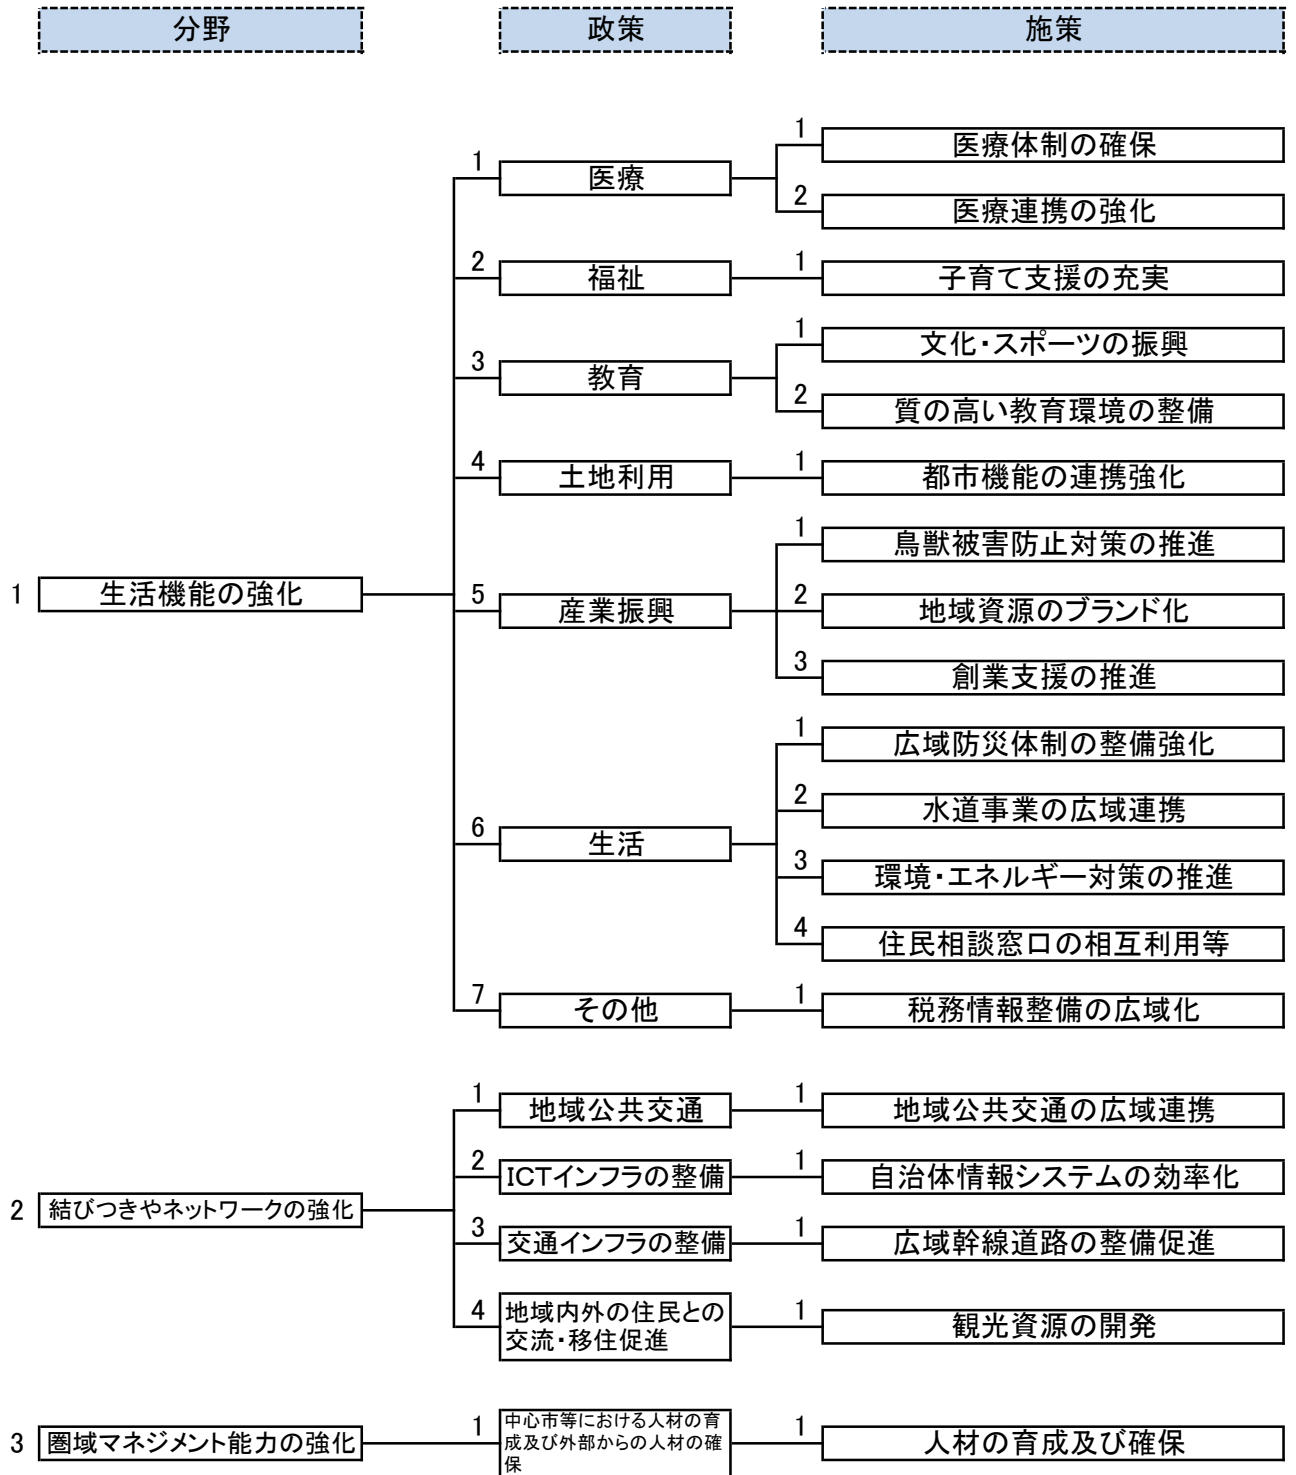 分野 政策 施策
1 医療体制の確保
1 医療
2 医療連携の強化
2 福祉 1 子育て支援の充実
1 文化・スポーツの振興
3 教育
2 質の高い教育環境の整備
4 土地利用 1 都市機能の連携強化
1 鳥獣被害防止対策の推進
1 生活機能の強化 5 産業振興 2 地域資源のブランド化
3 創業支援の推進
1 広域防災体制の整備強化
2 水道事業の広域連携
6 生活
3 環境・エネルギー対策の推進
4 住民相談窓口の相互利用等
7 その他 1 税務情報整備の広域化
1 地域公共交通 1 地域公共交通の広域連携
2 ICTインフラの整備 1 自治体情報システムの効率化
2 結びつきやネットワークの強化
3 交通インフラの整備 1 広域幹線道路の整備促進
4 地域内外の住民との
交流・移住促進
1 観光資源の開発
3 圏域マネジメント能力の強化
1 中心市等における人材の育
成及び外部からの人材の確
保
1 人材の育成及び確保